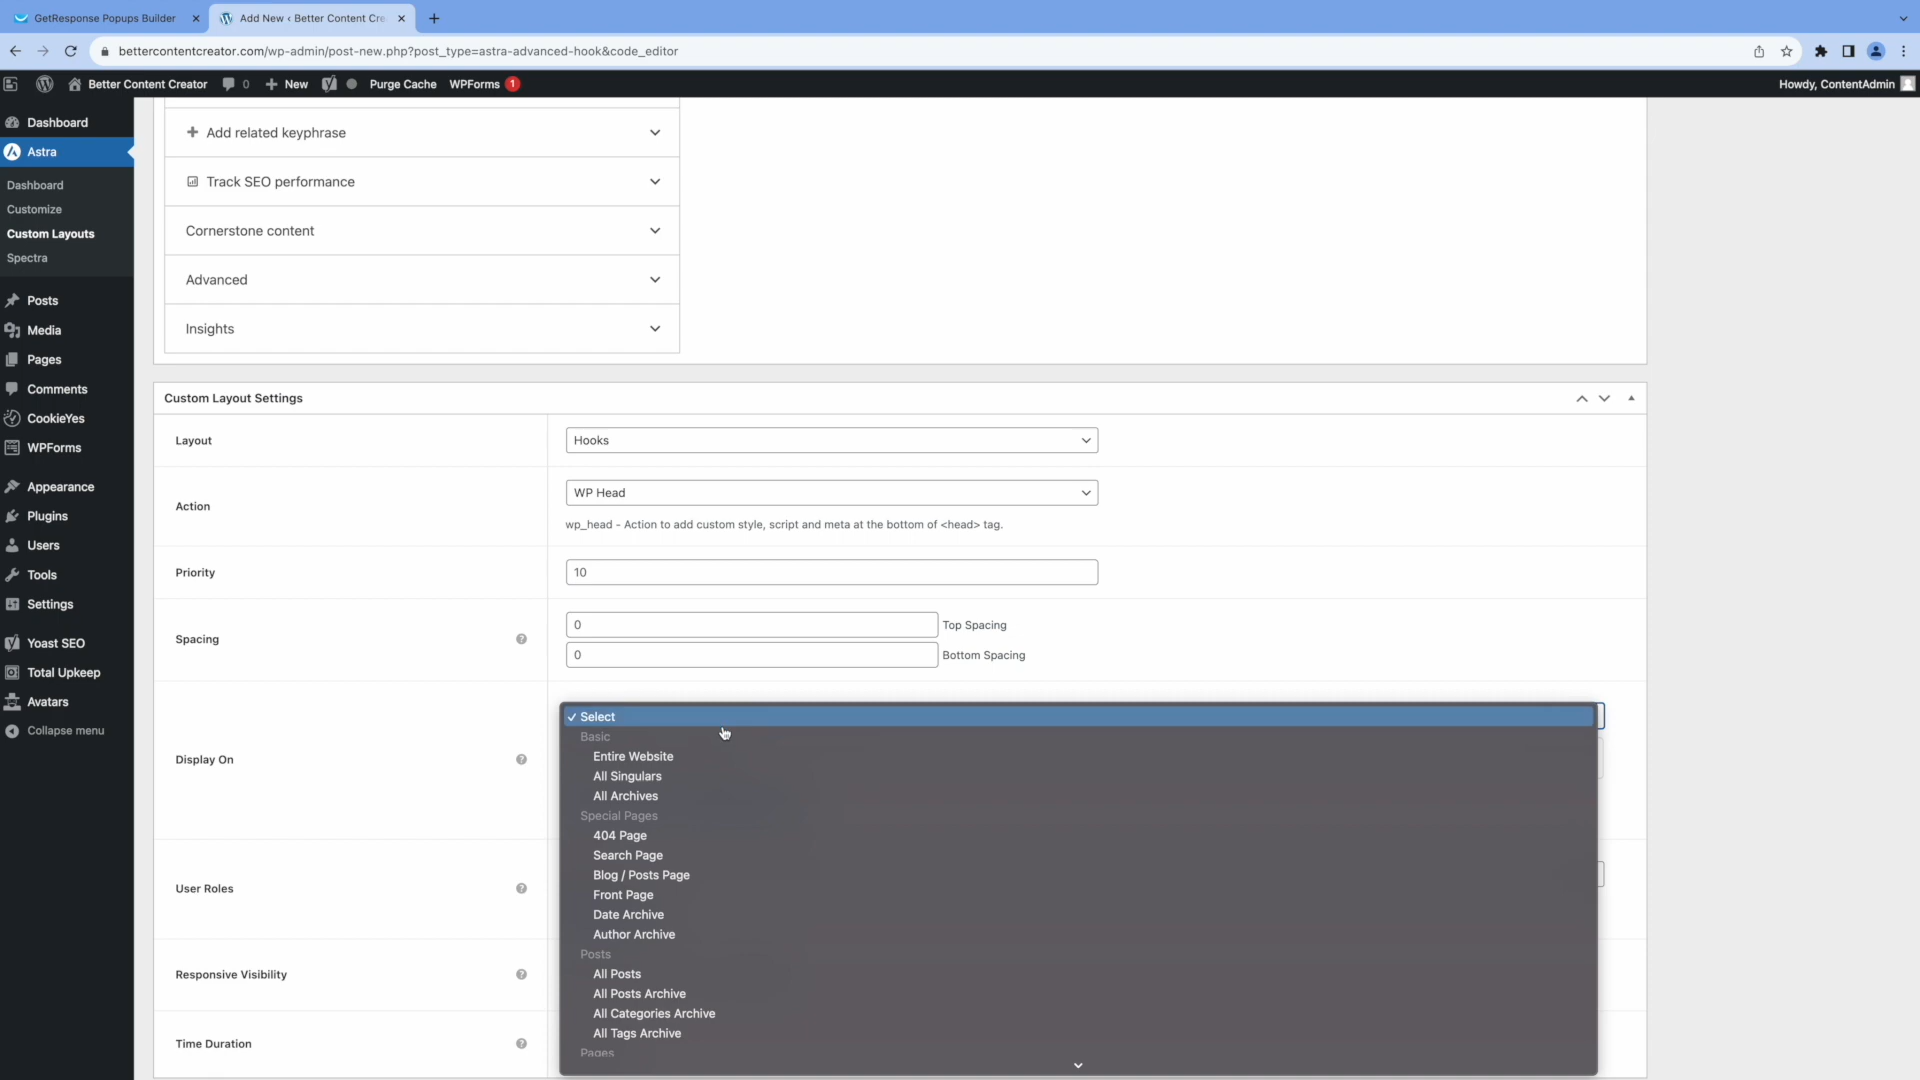 GetResponse Popups Builder
Add New ‹ Better Content Cre
bettercontentcreator.com/wp-admin/post-new.php?post_type=astra-advanced-hook&code_editor
Better Content Creator
0
New
Purge Cache
WPForms
1
Howdy, ContentAdmin
Dashboard
Astra
Dashboard
Customize
Custom Layouts
Spectra
Posts
Media
Pages
Comments
CookieYes
WPForms
Appearance
Plugins
Users
Tools
Settings
Yoast SEO
Total Upkeep
Avatars
Collapse menu
Add related keyphrase
Track SEO performance
Cornerstone content
Advanced
Insights
Custom Layout Settings
Layout
Hooks
Action
WP Head
wp_head - Action to add custom style, script and meta at the bottom of <head> tag.
Priority
10
Spacing
0
Top Spacing
0
Bottom Spacing
Display On
Select
Basic
Entire Website
All Singulars
All Archives
Special Pages
404 Page
Search Page
Blog / Posts Page
Front Page
Date Archive
Author Archive
Posts
All Posts
All Posts Archive
All Categories Archive
All Tags Archive
Pages
User Roles
Responsive Visibility
Time Duration